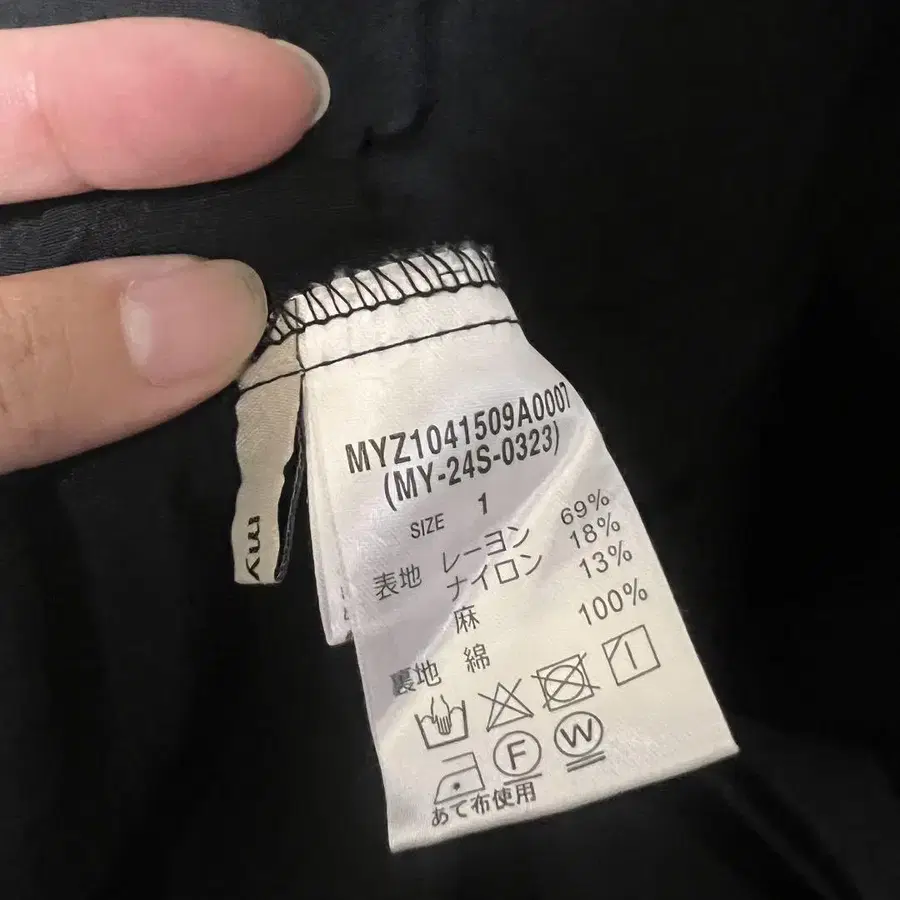 MYZ1041509A0007
(MY-24S-0323)
SIZE 1
表地 レーヨン 69%
ナイロン 18%
麻 13%
裏地 綿 100%
F W
あて布使用
my